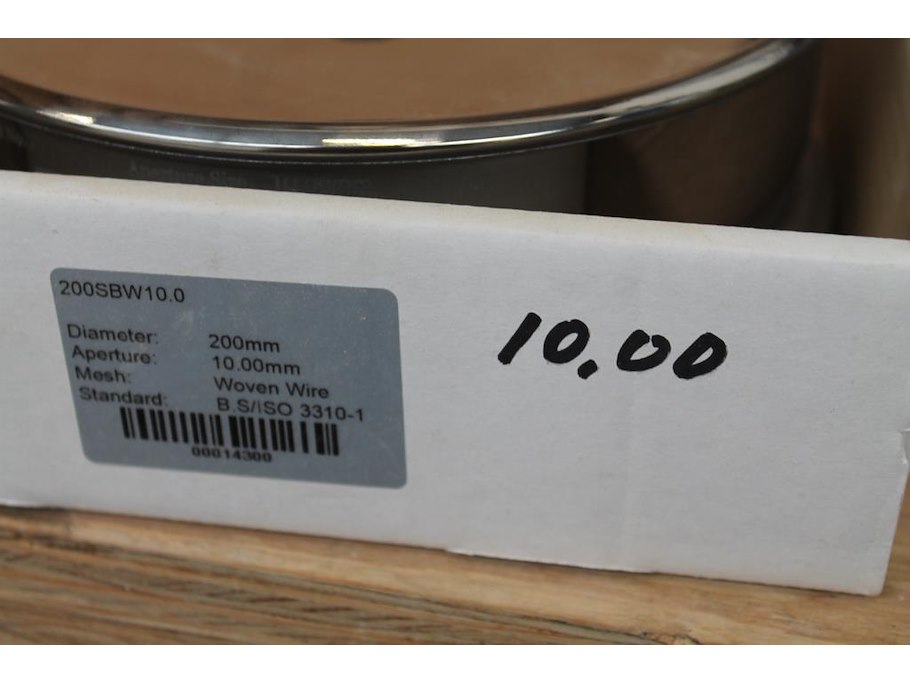 200SBW10.0
Diameter: 200mm
Aperture: 10.00mm
Mesh: Woven Wire
Standard: B.S/ISO 3310-1
00014300
10.00